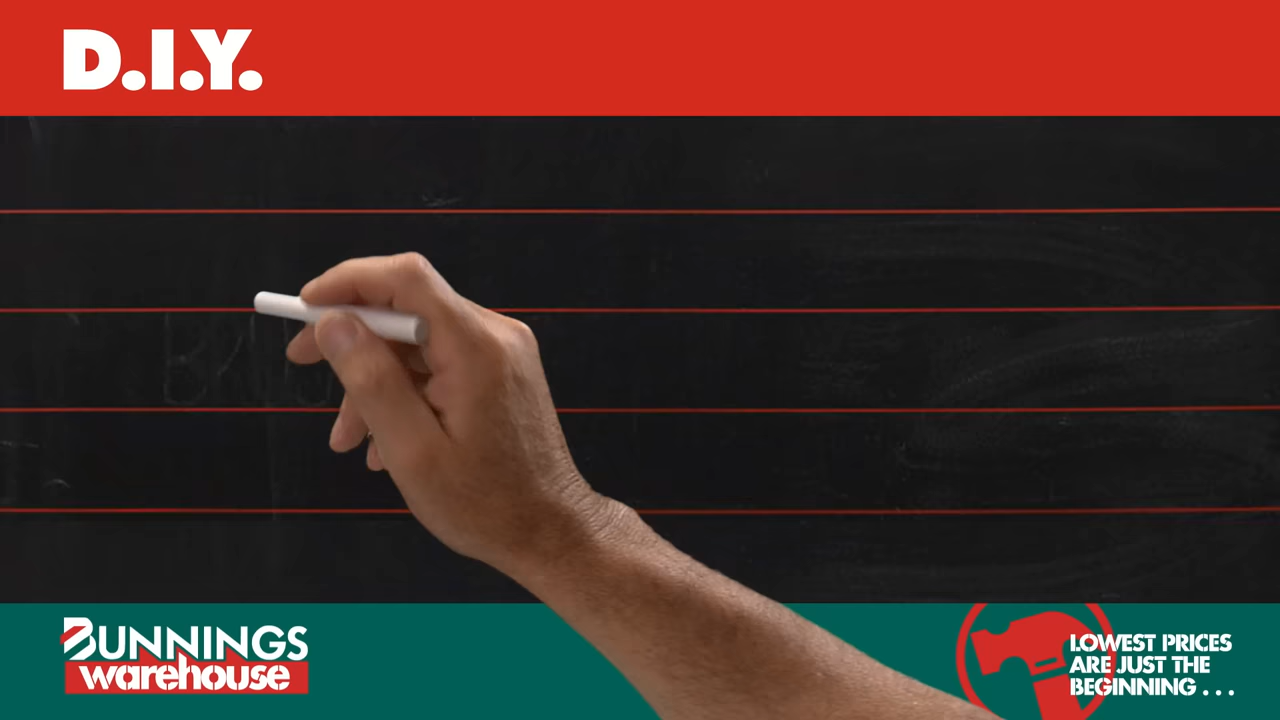 D.I.Y.
BUNNINGS
warehouse
LOWEST PRICES
ARE JUST THE
BEGINNING...